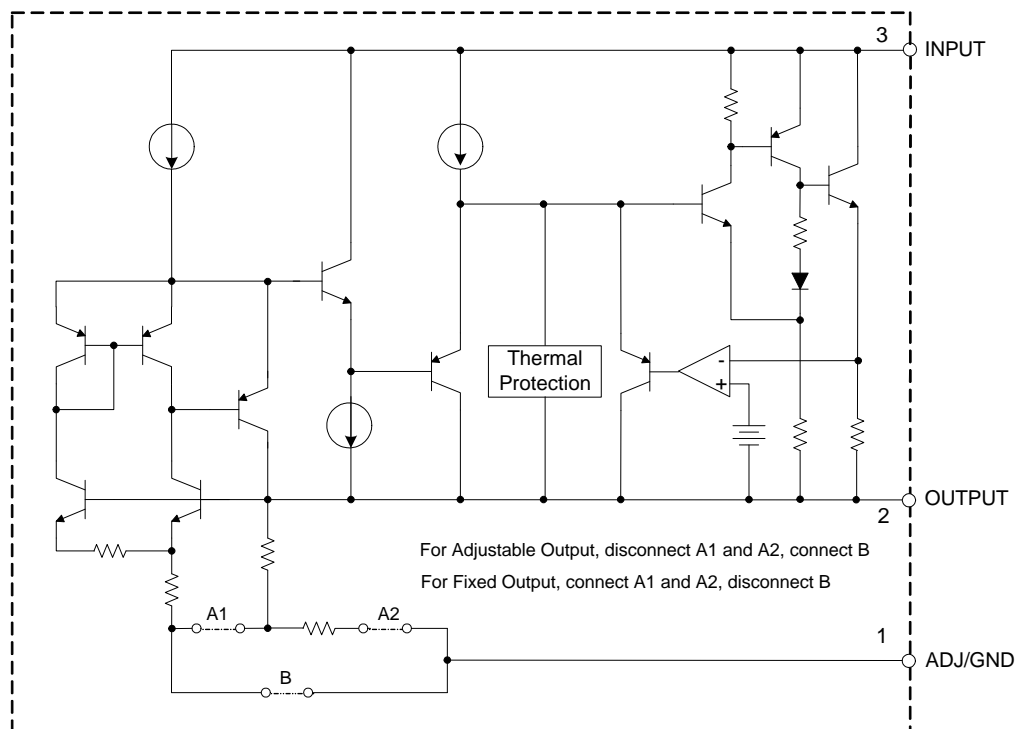 3
INPUT
Thermal
Protection
-
+
2
OUTPUT
For Adjustable Output, disconnect A1 and A2, connect B
For Fixed Output, connect A1 and A2, disconnect B
A1
A2
1
ADJ/GND
B